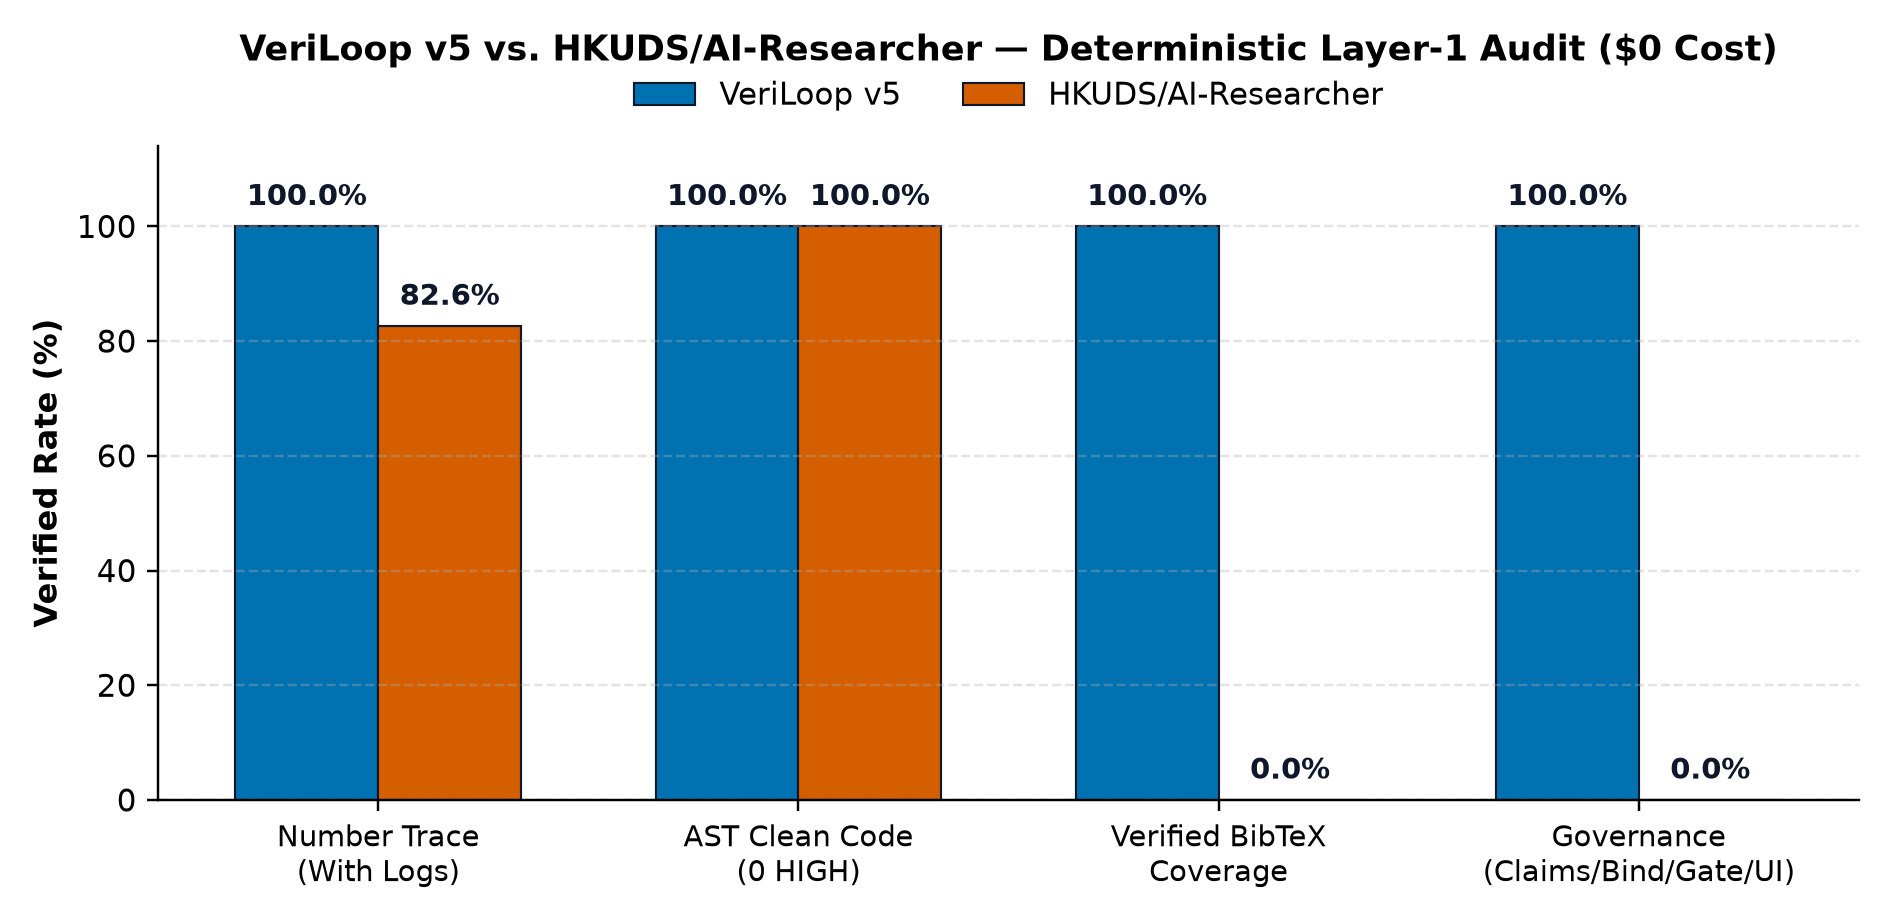 VeriLoop v5 vs. HKUDS/AI-Researcher — Deterministic Layer-1 Audit ($0 Cost)
VeriLoop v5
HKUDS/AI-Researcher
Verified Rate (%)
100
80
60
40
20
0
100.0%
82.6%
100.0%
100.0%
100.0%
0.0%
100.0%
0.0%
Number Trace
(With Logs)
AST Clean Code
(0 HIGH)
Verified BibTeX
Coverage
Governance
(Claims/Bind/Gate/UI)